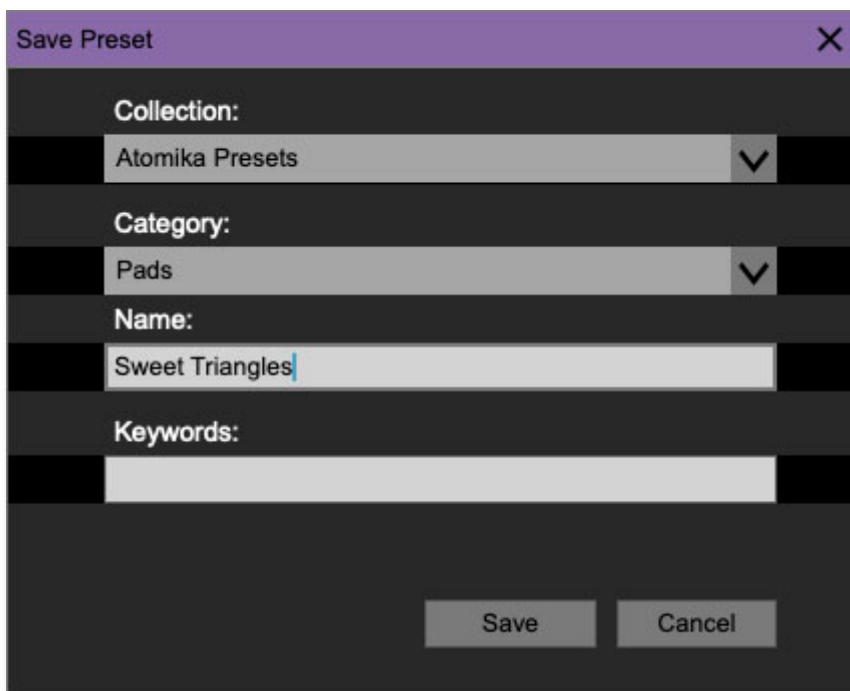 Save Preset
Collection:
Atomika Presets
Category:
Pads
Name:
Sweet Triangles
Keywords:
Save Cancel